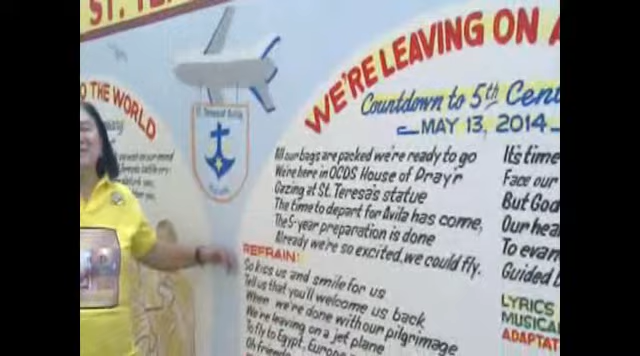 ST.
TO THE WORLD
WE'RE LEAVING ON A
Countdown to 5th Cent
MAY 13, 2014
All our bags are packed we're ready to go
We're here in OCDS House of Pray'r
Gazing at St. Teresa's statue
The time to depart for Avila has come,
The 5-year preparation is done
Already we're so excited, we could fly.
REFRAIN:
So kiss us and smile for us
Tell us that you'll welcome us back
When we're done with our pilgrimage
We're leaving on a jet plane
To fly to Egypt, Europe
Oh friends
It's time
Face our
But God
Our hea
To evan
Guided
LYRICS
MUSICAL
ADAPTAT